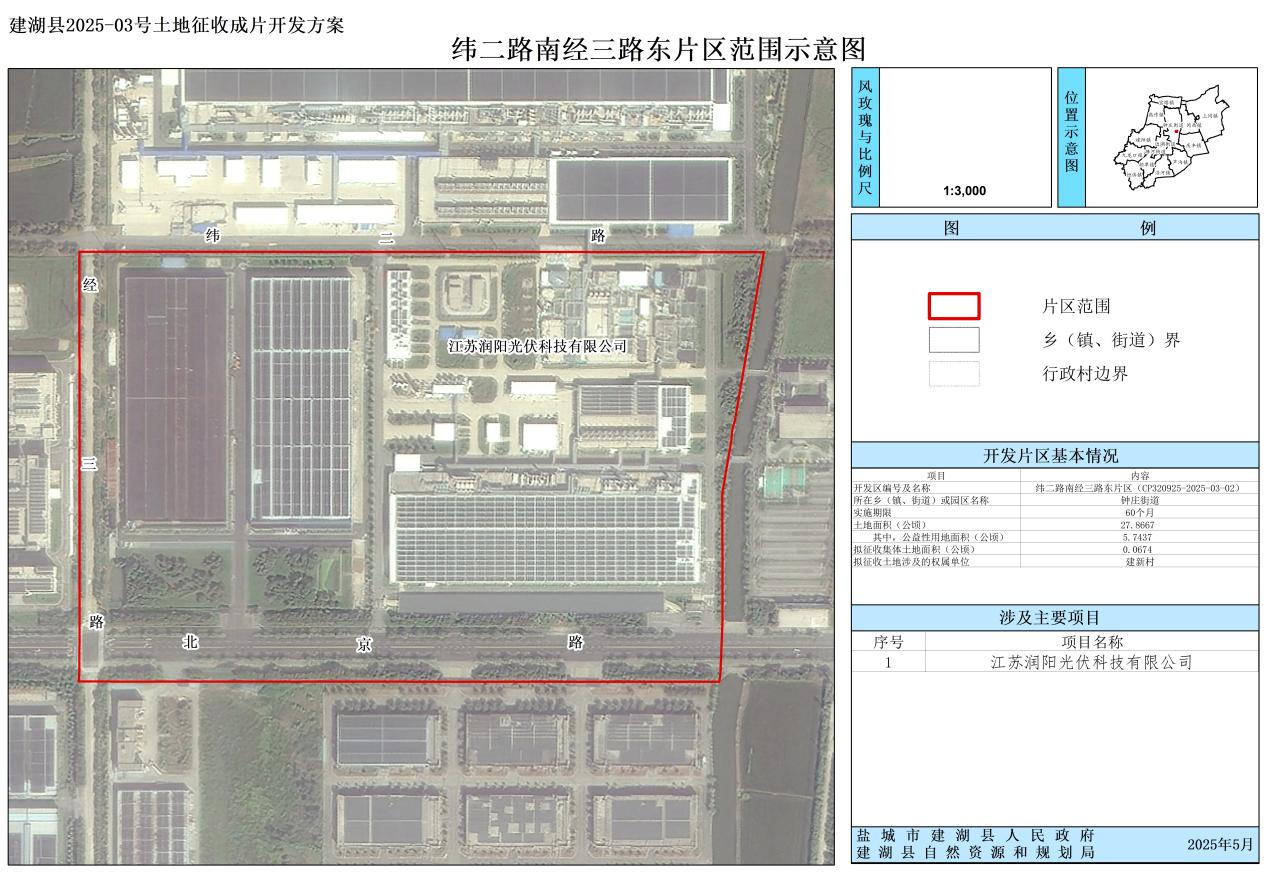 建湖县2025-03号土地征收成片开发方案
纬二路南经三路东片区范围示意图
纬 二 路
经
三
路
江苏润阳光伏科技有限公司
北 京 路
风玫瑰与比例尺
1:3,000
位置示意图
图 例
片区范围
乡（镇、街道）界
行政村边界
开发片区基本情况
项目 内容
开发区编号及名称 纬二路南经三路东片区（CP320925-2025-03-02）
所在乡（镇、街道）或园区名称 钟庄街道
实施期限 60个月
土地面积（公顷） 27.8667
其中，公益性用地面积（公顷） 5.7437
拟征收集体土地面积（公顷） 0.0674
拟征收土地涉及的权属单位 建新村
涉及主要项目
序号 项目名称
1 江苏润阳光伏科技有限公司
盐城市建湖县人民政府
建湖县自然资源和规划局
2025年5月